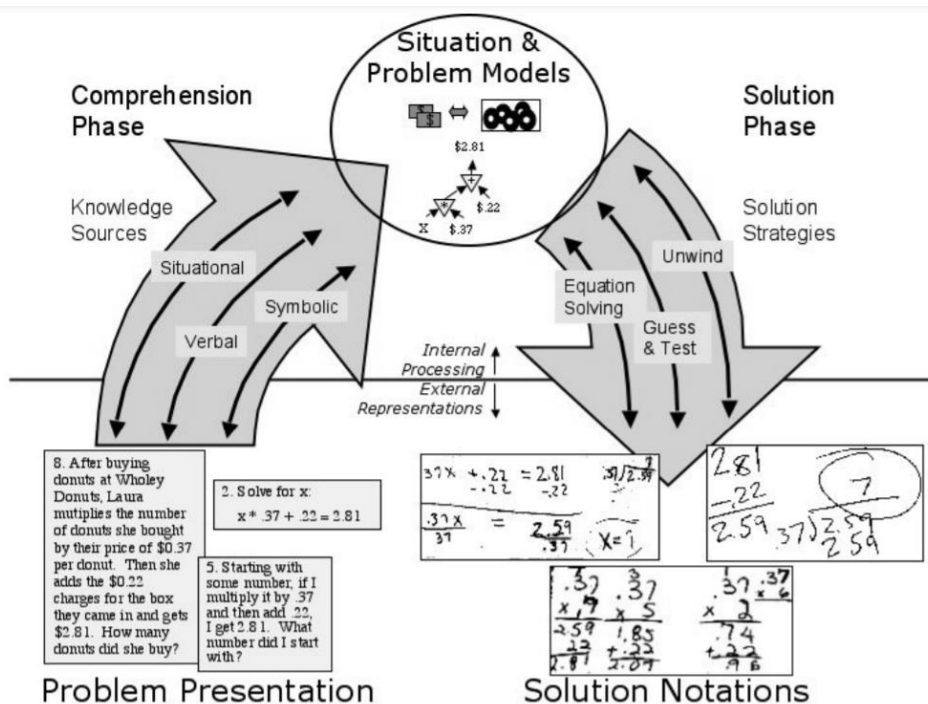 Situation &
Problem Models
$ $
$2.81
+
* $.22
X $.37
Comprehension
Phase
Knowledge
Sources
Situational
Verbal
Symbolic
Solution
Phase
Solution
Strategies
Unwind
Equation
Solving
Guess
& Test
Internal
Processing
External
Representations
8. After buying
donuts at Wholey
Donuts, Laura
mutiplies the number
of donuts she bought
by their price of $0.37
per donut. Then she
adds the $0.22
charges for the box
they came in and gets
$2.81. How many
donuts did she buy?
2. Solve for x:
x * .37 + .22 = 2.81
5. Starting with
some number, if I
multiply it by .37
and then add .22,
I get 2.81. What
number did I start
with?
Problem Presentation
.37x + .22 = 2.81
-.22 -.22
.37x = 2.59
.37 .37
2.81
-.22
2.59
7
.37 2.59
2.59
.37 .37 .37 .37
x 5 x 2 x 6
2.59 1.85 .74
.22 +.22 +.22
2.81 2.07 .96
Solution Notations